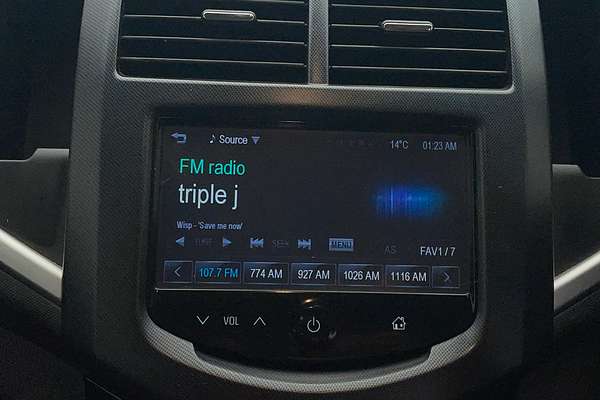 Source 14°C 01:23 AM
FM radio
triple j
Wisp - 'Save me now'
TUNE SEEK MENU AS FAV1 / 7
107.7 FM 774 AM 927 AM 1026 AM 1116 AM
VOL